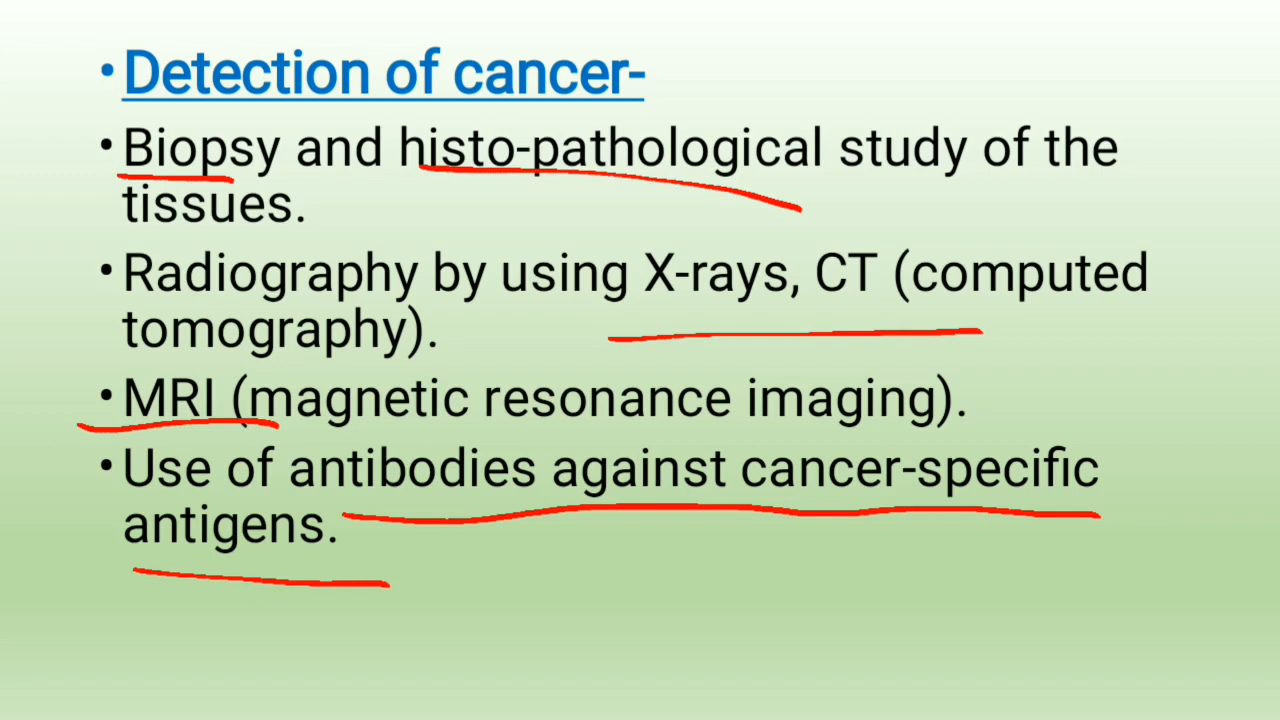 • Detection of cancer-
• Biopsy and histo-pathological study of the
tissues.
• Radiography by using X-rays, CT (computed
tomography).
• MRI (magnetic resonance imaging).
• Use of antibodies against cancer-specific
antigens.